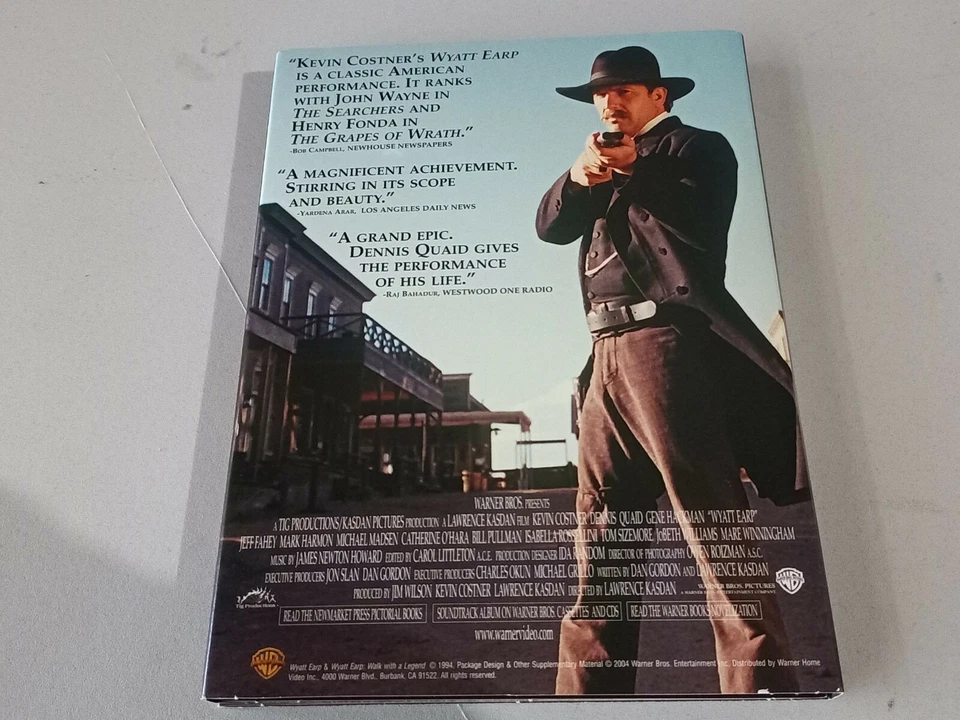 “Kevin Costner’s Wyatt Earp
is a classic American
performance. It ranks
with John Wayne in
The Searchers and
Henry Fonda in
The Grapes of Wrath.”
-Bob Campbell, Newhouse Newspapers
“A magnificent achievement.
Stirring in its scope
and beauty.”
-Yardena Arar, Los Angeles Daily News
“A grand epic.
Dennis Quaid gives
the performance
of his life.”
-Raj Bahadur, Westwood One Radio
WARNER BROS. PRESENTS
A TIG PRODUCTIONS/KASDAN PICTURES PRODUCTION A LAWRENCE KASDAN FILM KEVIN COSTNER DENNIS QUAID GENE HACKMAN “WYATT EARP”
JEFF FAHEY MARK HARMON MICHAEL MADSEN CATHERINE O’HARA BILL PULLMAN ISABELLA ROSSELLINI TOM SIZEMORE JoBETH WILLIAMS MARE WINNINGHAM
MUSIC BY JAMES NEWTON HOWARD EDITED BY CAROL LITTLETON A.C.E. PRODUCTION DESIGNER IDA RANDOM DIRECTOR OF PHOTOGRAPHY OWEN ROIZMAN A.S.C.
EXECUTIVE PRODUCERS JON SLAN DAN GORDON EXECUTIVE PRODUCERS CHARLES OKUN MICHAEL GRILLO WRITTEN BY DAN GORDON AND LAWRENCE KASDAN
PRODUCED BY JIM WILSON KEVIN COSTNER LAWRENCE KASDAN DIRECTED BY LAWRENCE KASDAN
WARNER BROS. PICTURES
A WARNER BROS. ENTERTAINMENT COMPANY
WB
Tig Productions
READ THE NEWMARKET PRESS PICTORIAL BOOKS
SOUNDTRACK ALBUM ON WARNER BROS. CASSETTES AND CDS
READ THE WARNER BOOKS NOVELIZATION
www.warnervideo.com
WB
Wyatt Earp & Wyatt Earp: Walk with a Legend © 1994. Package Design & Other Supplementary Material © 2004 Warner Bros. Entertainment Inc. Distributed by Warner Home
Video Inc., 4000 Warner Blvd., Burbank, CA 91522. All rights reserved.